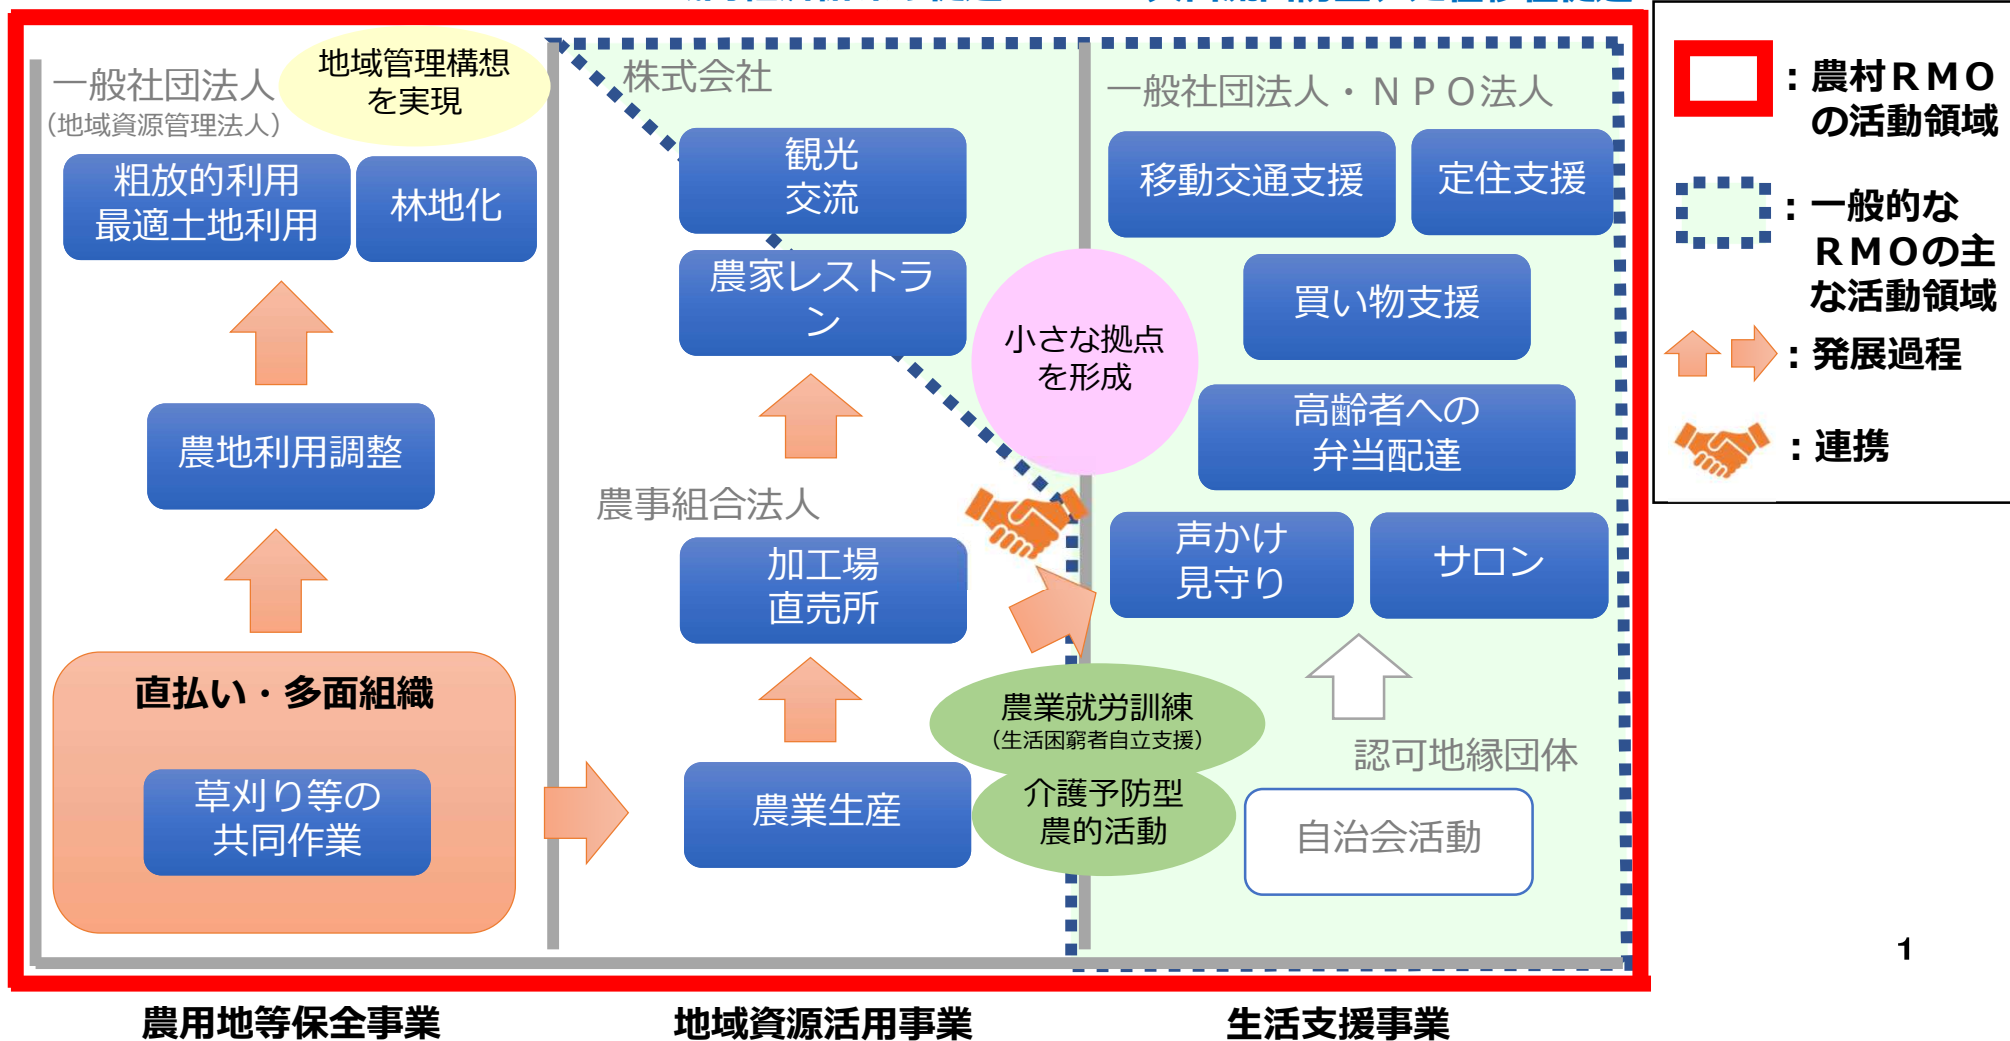 一般社団法人
（地域資源管理法人）
地域管理構想
を実現
粗放的利用
最適土地利用
林地化
農地利用調整
直払い・多面組織
草刈り等の
共同作業
株式会社
観光
交流
農家レストラ
ン
農事組合法人
加工場
直売所
農業生産
小さな拠点
を形成
農業就労訓練
（生活困窮者自立支援）
介護予防型
農的活動
一般社団法人・ＮＰＯ法人
移動交通支援
定住支援
買い物支援
高齢者への
弁当配達
声かけ
見守り
サロン
認可地縁団体
自治会活動
農用地等保全事業
地域資源活用事業
生活支援事業
：農村ＲＭＯ
の活動領域
：一般的な
ＲＭＯの主
な活動領域
：発展過程
：連携
1